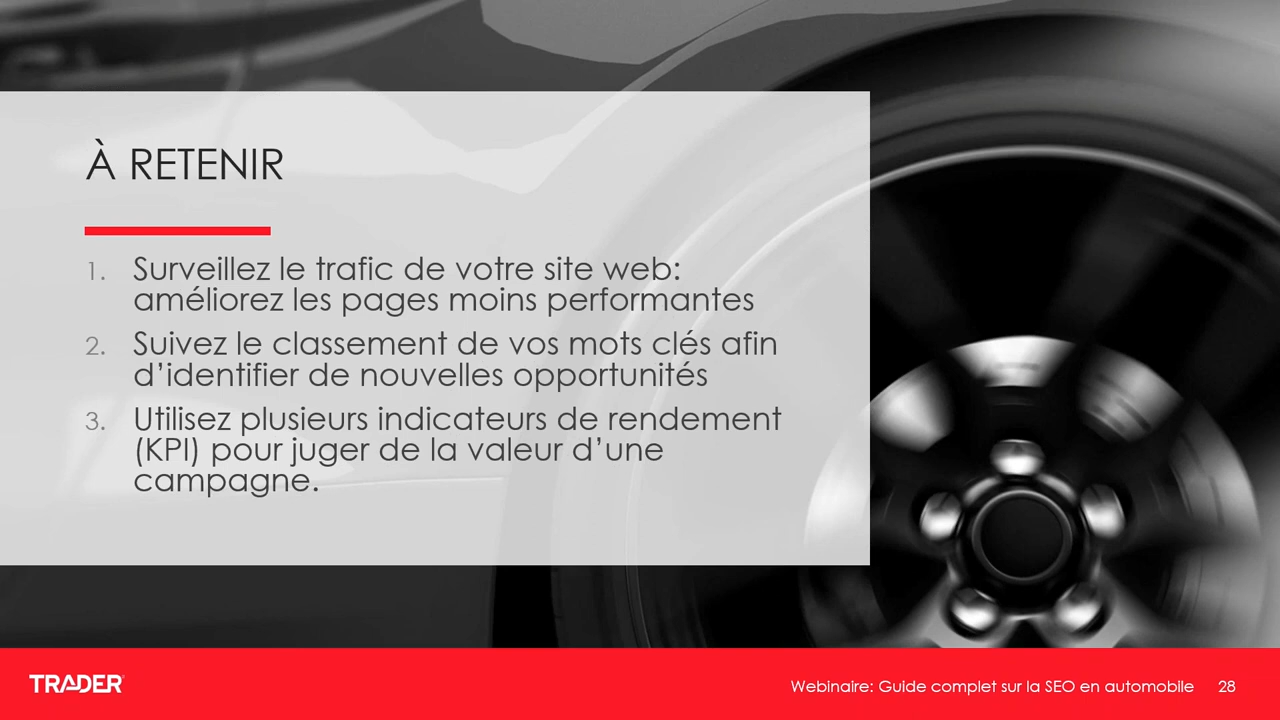 À RETENIR
1. Surveillez le trafic de votre site web:
améliorez les pages moins performantes
2. Suivez le classement de vos mots clés afin
d’identifier de nouvelles opportunités
3. Utilisez plusieurs indicateurs de rendement
(KPI) pour juger de la valeur d’une
campagne.
TRADER
Webinaire: Guide complet sur la SEO en automobile 28